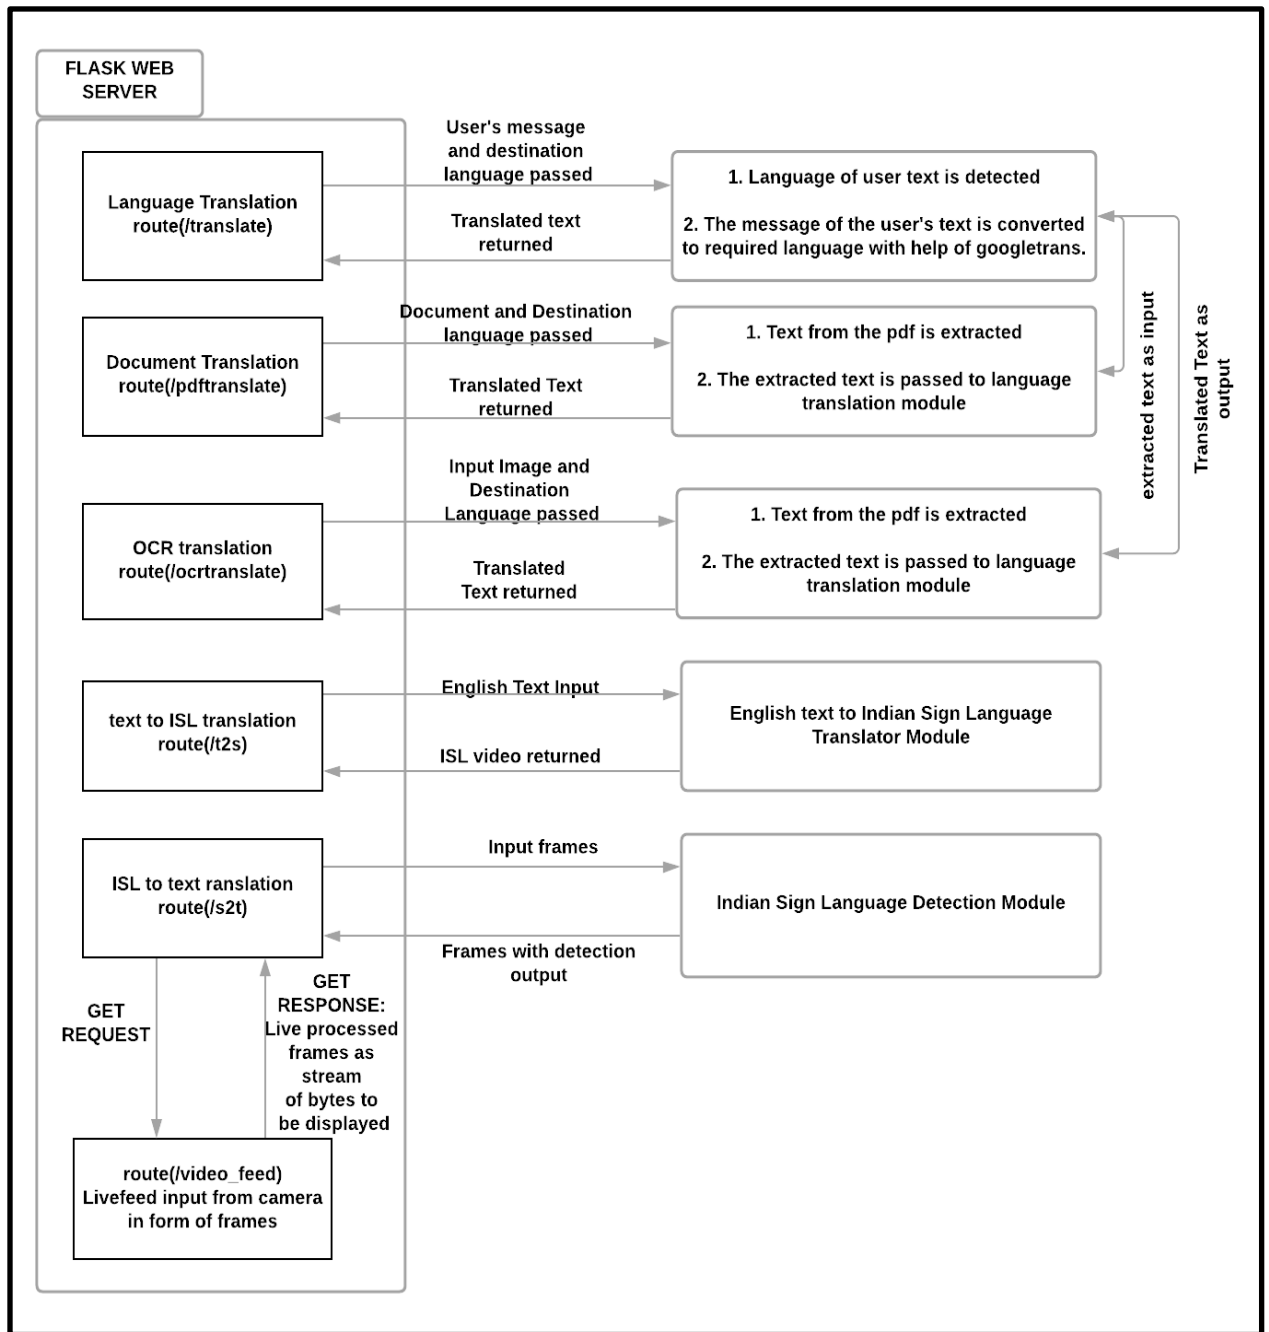 FLASK WEB
SERVER
User's message
and destination
language passed
Language Translation
route(/translate)
Translated text
returned
1. Language of user text is detected
2. The message of the user's text is converted
to required language with help of googletrans.
Document and Destination
language passed
Document Translation
route(/pdftranslate)
Translated Text
returned
1. Text from the pdf is extracted
2. The extracted text is passed to language
translation module
extracted text as input
Translated Text as
output
Input Image and
Destination
Language passed
OCR translation
route(/ocrtranslate)
Translated
Text returned
1. Text from the pdf is extracted
2. The extracted text is passed to language
translation module
English Text Input
text to ISL translation
route(/t2s)
ISL video returned
English text to Indian Sign Language
Translator Module
Input frames
ISL to text ranslation
route(/s2t)
Frames with detection
output
Indian Sign Language Detection Module
GET
REQUEST
GET
RESPONSE:
Live processed
frames as
stream
of bytes to
be displayed
route(/video_feed)
Livefeed input from camera
in form of frames